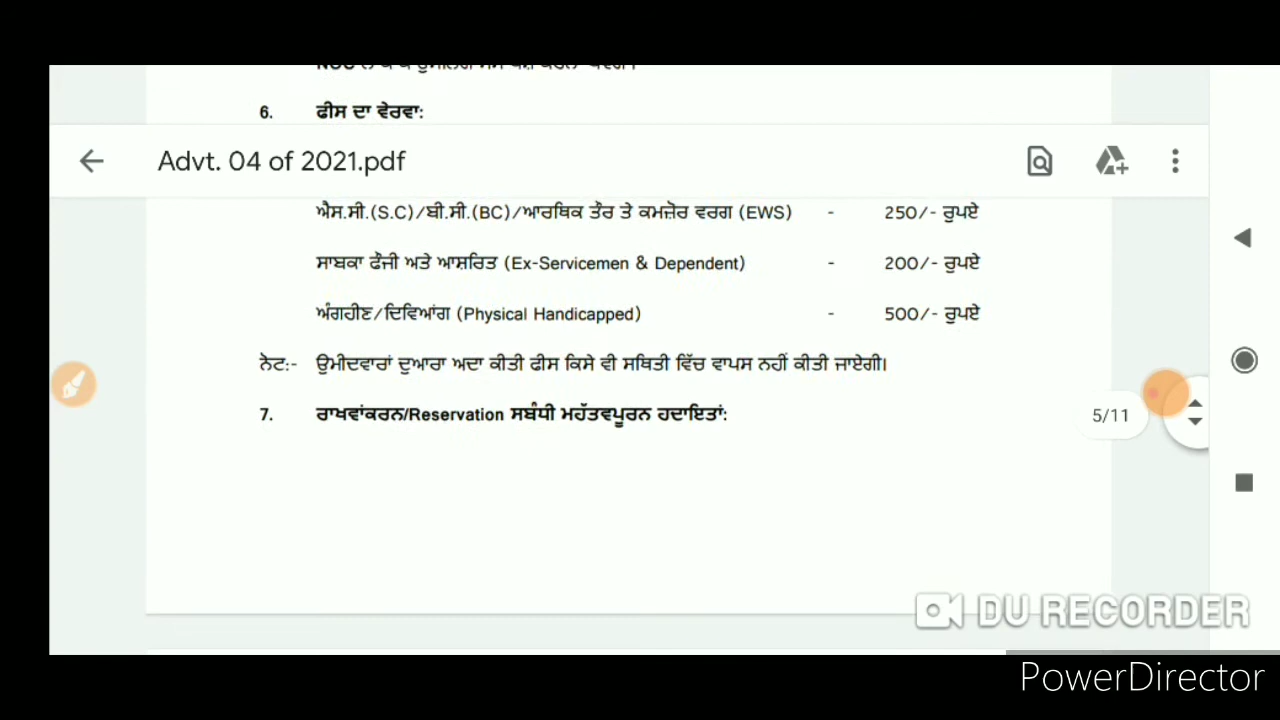 6. ਫੀਸ ਦਾ ਵੇਰਵਾ:
Advt. 04 of 2021.pdf
ਐਸ.ਸੀ.(S.C)/ਬੀ.ਸੀ.(BC)/ਆਰਥਿਕ ਤੌਰ ਤੇ ਕਮਜ਼ੋਰ ਵਰਗ (EWS) - 250/- ਰੁਪਏ
ਸਾਬਕਾ ਫੌਜੀ ਅਤੇ ਆਸ਼ਰਿਤ (Ex-Servicemen & Dependent) - 200/- ਰੁਪਏ
ਅੰਗਹੀਣ/ਦਿਵਿਆਂਗ (Physical Handicapped) - 500/- ਰੁਪਏ
ਨੋਟ:- ਉਮੀਦਵਾਰਾਂ ਦੁਆਰਾ ਅਦਾ ਕੀਤੀ ਫੀਸ ਕਿਸੇ ਵੀ ਸਥਿਤੀ ਵਿੱਚ ਵਾਪਸ ਨਹੀਂ ਕੀਤੀ ਜਾਏਗੀ।
7. ਰਾਖਵਾਂਕਰਨ/Reservation ਸਬੰਧੀ ਮਹੱਤਵਪੂਰਨ ਹਦਾਇਤਾਂ:
5/11
DU RECORDER
PowerDirector